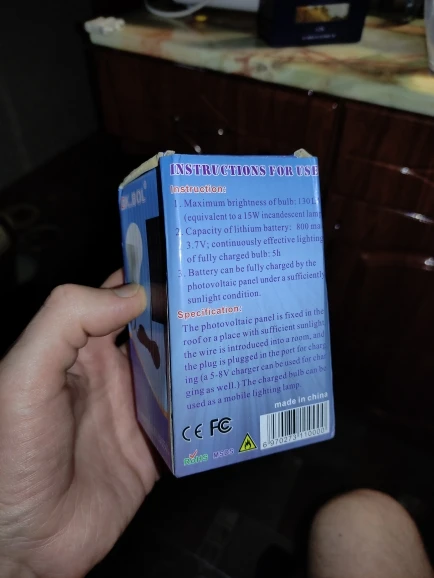 INSTRUCTIONS FOR USE
Instruction:
1. Maximum brightness of bulb: 130 L
(equivalent to a 15W incandescent lamp
2. Capacity of lithium battery: 800 ma
3.7V; continuously effective lighting
of fully charged bulb: 5h
3. Battery can be fully charged by the
photovoltaic panel under a sufficiently
sunlight condition.
Specification:
The photovoltaic panel is fixed in the
roof or a place with sufficient sunlight,
the wire is introduced into a room, and
the plug is plugged in the port for charg
ing (a 5-8V charger can be used for char
ging as well.) The charged bulb can be
used as a mobile lighting lamp.
made in china
CE FC
RoHS MSDS